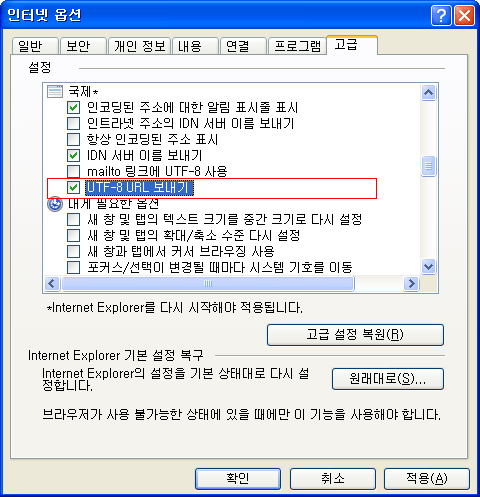 인터넷 옵션
일반 보안 개인 정보 내용 연결 프로그램 고급
설정
국제*
인코딩된 주소에 대한 알림 표시줄 표시
인트라넷 주소의 IDN 서버 이름 보내기
항상 인코딩된 주소 표시
IDN 서버 이름 보내기
mailto 링크에 UTF-8 사용
UTF-8 URL 보내기
내게 필요한 옵션
새 창 및 탭의 텍스트 크기를 중간 크기로 다시 설정
새 창 및 탭의 확대/축소 수준 다시 설정
새 창과 탭에서 커서 브라우징 사용
포커스/선택이 변경될 때마다 시스템 기호를 이동
*Internet Explorer를 다시 시작해야 적용됩니다.
고급 설정 복원(R)
Internet Explorer 기본 설정 복구
Internet Explorer의 설정을 기본 상태대로 다시 설
정합니다.
원래대로(S)...
브라우저가 사용 불가능한 상태에 있을 때에만 이 기능을 사용해야 합니다.
확인 취소 적용(A)